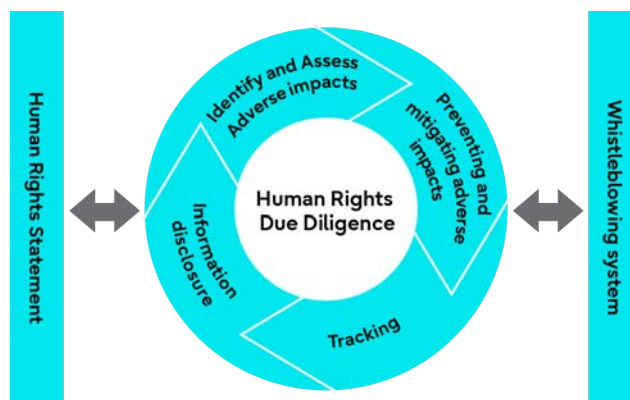 Human Rights Statement
Identify and Assess
Adverse impacts
Preventing and
mitigating adverse
impacts
Human Rights
Due Diligence
Information
disclosure
Tracking
Whistleblowing system